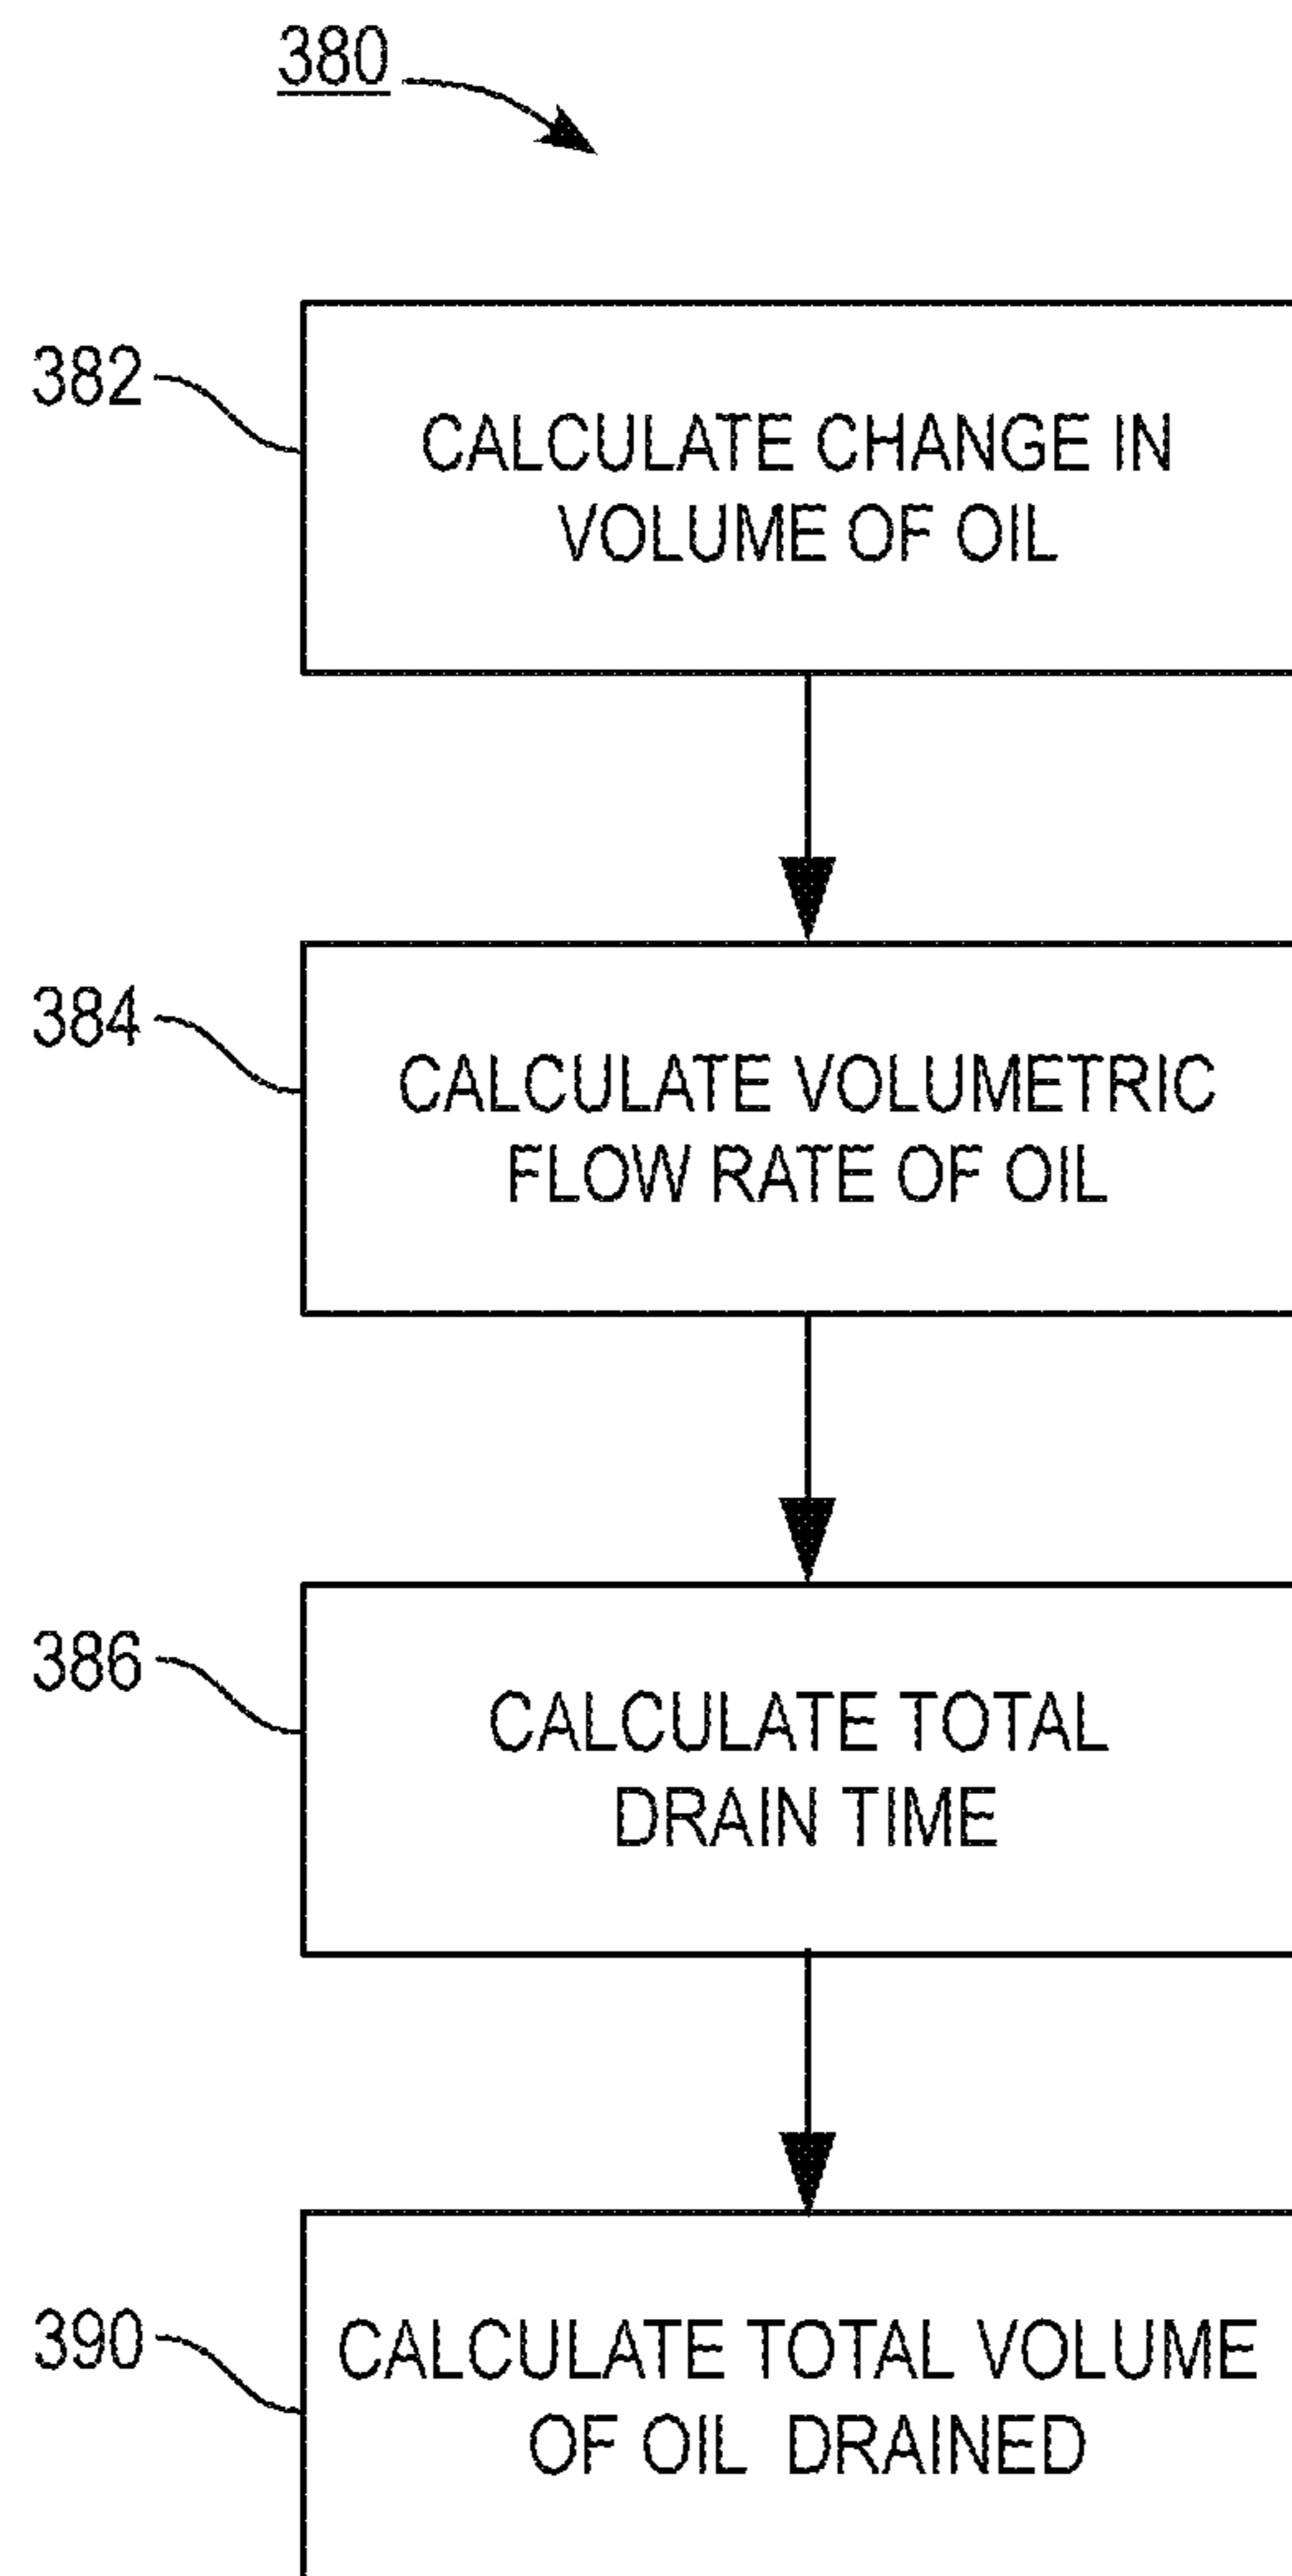 380
382
CALCULATE CHANGE IN
VOLUME OF OIL
384
CALCULATE VOLUMETRIC
FLOW RATE OF OIL
386
CALCULATE TOTAL
DRAIN TIME
390
CALCULATE TOTAL VOLUME
OF OIL DRAINED